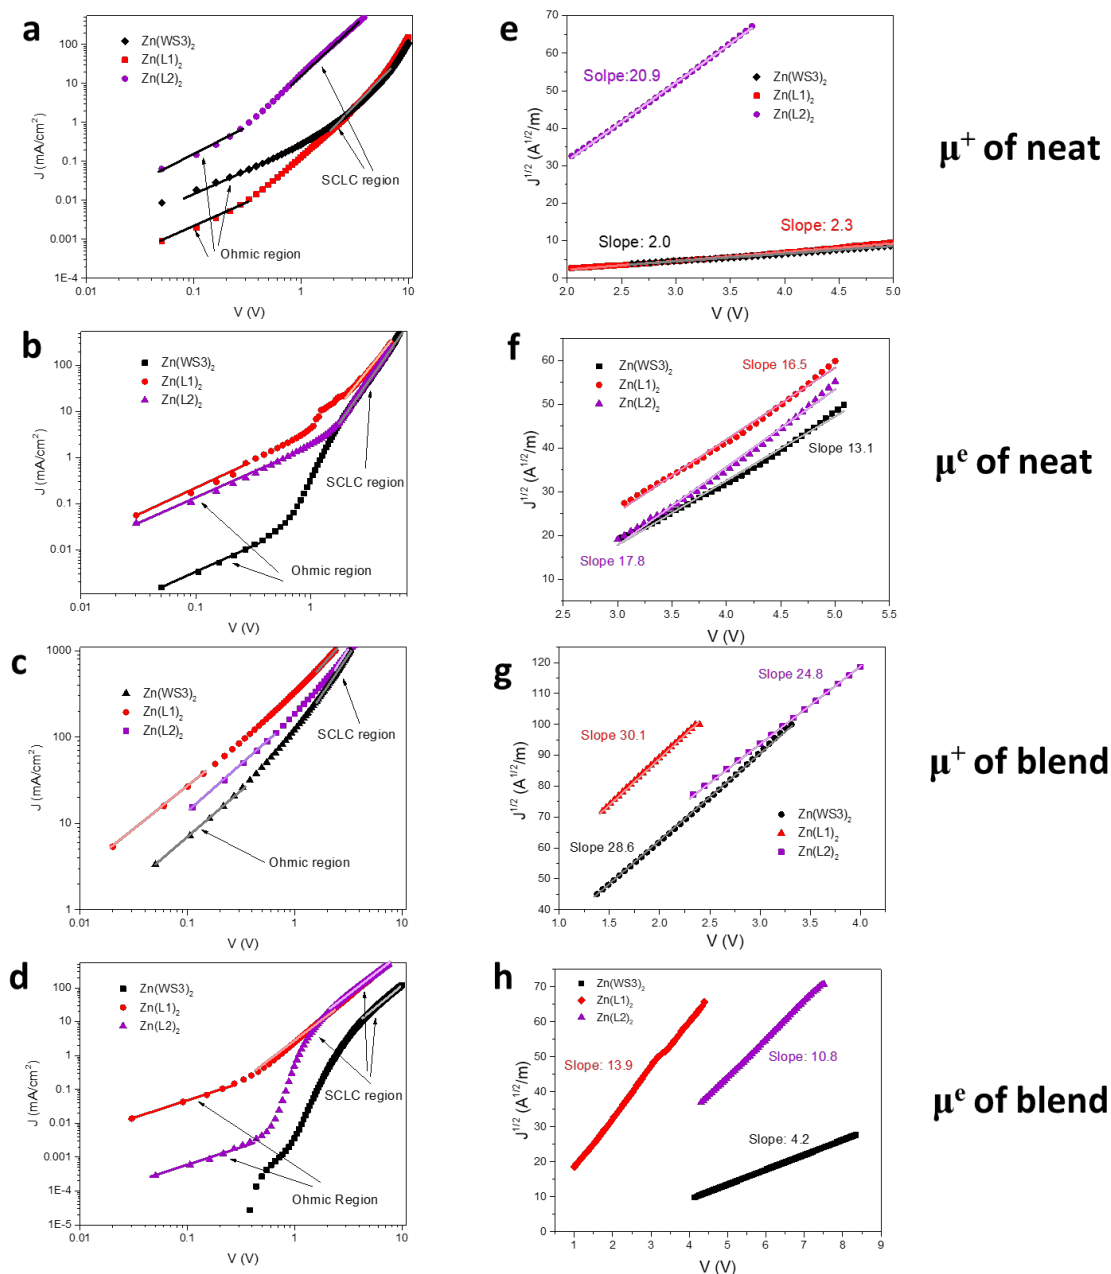 a
J (mA/cm²)
100
10
1
0.1
0.01
0.001
1E-4
Zn(WS3)₂
Zn(L1)₂
Zn(L2)₂
SCLC region
Ohmic region
0.01
0.1
1
10
V (V)
e
J^1/2 (A^1/2/m)
70
60
50
40
30
20
10
0
Solpe:20.9
Zn(WS3)₂
Zn(L1)₂
Zn(L2)₂
Slope: 2.0
Slope: 2.3
2.0
2.5
3.0
3.5
4.0
4.5
5.0
V (V)
μ⁺ of neat
b
J (mA/cm²)
100
10
1
0.1
0.01
Zn(WS3)₂
Zn(L1)₂
Zn(L2)₂
SCLC region
Ohmic region
0.01
0.1
1
V (V)
f
J^1/2 (A^1/2/m)
60
50
40
30
20
10
Zn(WS3)₂
Zn(L1)₂
Zn(L2)₂
Slope 16.5
Slope 13.1
Slope 17.8
2.5
3.0
3.5
4.0
4.5
5.0
5.5
V (V)
μᵉ of neat
c
J (mA/cm²)
1000
100
10
1
Zn(WS3)₂
Zn(L1)₂
Zn(L2)₂
SCLC region
Ohmic region
0.01
0.1
1
10
V (V)
g
J^1/2 (A^1/2/m)
120
110
100
90
80
70
60
50
40
Slope 24.8
Slope 30.1
Slope 28.6
Zn(WS3)₂
Zn(L1)₂
Zn(L2)₂
1.0
1.5
2.0
2.5
3.0
3.5
4.0
V (V)
μ⁺ of blend
d
J (mA/cm²)
100
10
1
0.1
0.01
0.001
1E-4
1E-5
Zn(WS3)₂
Zn(L1)₂
Zn(L2)₂
SCLC region
Ohmic Region
0.01
0.1
1
10
V (V)
h
J^1/2 (A^1/2/m)
70
60
50
40
30
20
10
0
Zn(WS3)₂
Zn(L1)₂
Zn(L2)₂
Slope: 13.9
Slope: 10.8
Slope: 4.2
1
2
3
4
5
6
7
8
9
V (V)
μᵉ of blend